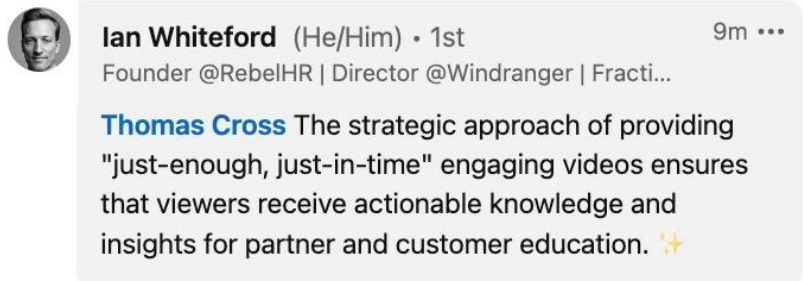 Ian Whiteford (He/Him) • 1st 9m •••
Founder @RebelHR | Director @Windranger | Fracti...
Thomas Cross The strategic approach of providing
"just-enough, just-in-time" engaging videos ensures
that viewers receive actionable knowledge and
insights for partner and customer education. ✨